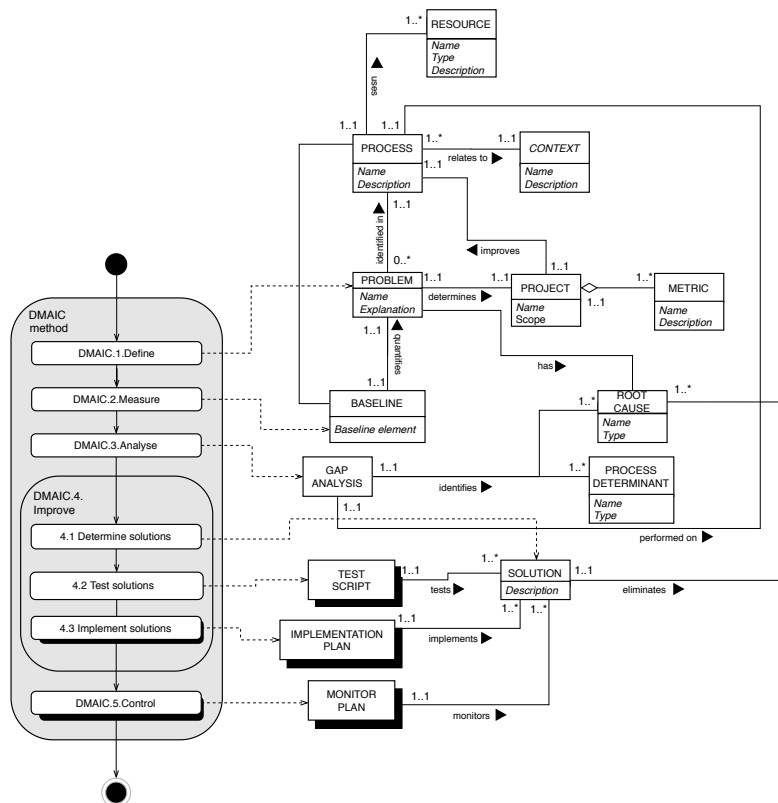 1..*
RESOURCE
Name
Type
Description
uses
1..1
1..1
PROCESS
Name
Description
1..*
relates to
1..1
CONTEXT
Name
Description
1..1
1..1
identified in
0..*
improves
1..1
PROBLEM
Name
Explanation
1..1
determines
1..1
PROJECT
Name
Scope
1..1
1..*
METRIC
Name
Description
1..1
quantifies
1..1
has
BASELINE
Baseline element
1..*
ROOT
CAUSE
Name
Type
1..*
GAP
ANALYSIS
1..1
identifies
1..*
PROCESS
DETERMINANT
Name
Type
1..1
performed on
DMAIC
method
DMAIC.1.Define
DMAIC.2.Measure
DMAIC.3.Analyse
DMAIC.4.
Improve
4.1 Determine solutions
4.2 Test solutions
4.3 Implement solutions
DMAIC.5.Control
TEST
SCRIPT
1..1
tests
1..*
SOLUTION
Description
1..1
eliminates
1..*
1..*
IMPLEMENTATION
PLAN
1..1
implements
MONITOR
PLAN
1..1
monitors